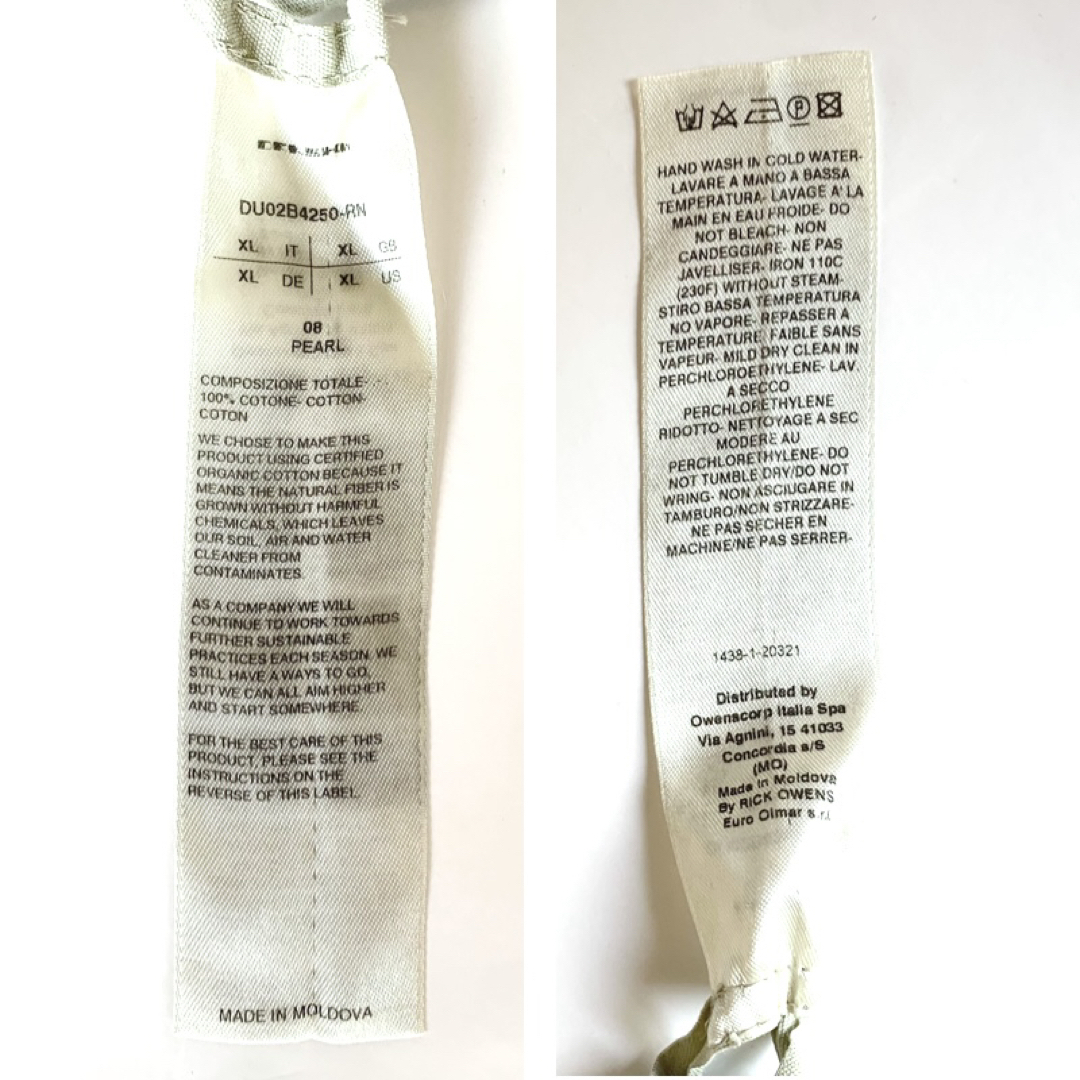 DU02B4250-RN
XL IT XL GB
XL DE XL US
08
PEARL
COMPOSIZIONE TOTALE-
100% COTONE- COTTON-
COTON
WE CHOSE TO MAKE THIS
PRODUCT USING CERTIFIED
ORGANIC COTTON BECAUSE IT
MEANS THE NATURAL FIBER IS
GROWN WITHOUT HARMFUL
CHEMICALS, WHICH LEAVES
OUR SOIL, AIR AND WATER
CLEANER FROM
CONTAMINATES.
AS A COMPANY WE WILL
CONTINUE TO WORK TOWARDS
FURTHER SUSTAINABLE
PRACTICES EACH SEASON. WE
STILL HAVE A WAYS TO GO,
BUT WE CAN ALL AIM HIGHER
AND START SOMEWHERE.
FOR THE BEST CARE OF THIS
PRODUCT, PLEASE SEE THE
INSTRUCTIONS ON THE
REVERSE OF THIS LABEL.
MADE IN MOLDOVA
P
HAND WASH IN COLD WATER-
LAVARE A MANO A BASSA
TEMPERATURA- LAVAGE A' LA
MAIN EN EAU FROIDE- DO
NOT BLEACH- NON
CANDEGGIARE- NE PAS
JAVELLISER- IRON 110C
(230F) WITHOUT STEAM-
STIRO BASSA TEMPERATURA
NO VAPORE- REPASSER A
TEMPERATURE FAIBLE SANS
VAPEUR- MILD DRY CLEAN IN
PERCHLOROETHYLENE- LAV.
A SECCO
PERCHLORETHYLENE
RIDOTTO- NETTOYAGE A SEC
MODERE AU
PERCHLORETHYLENE- DO
NOT TUMBLE DRY/DO NOT
WRING- NON ASCIUGARE IN
TAMBURO/NON STRIZZARE-
NE PAS SECHER EN
MACHINE/NE PAS SERRER-
1438-1-20321
Distributed by
Owenscorp Italia Spa
Via Agnini, 15 41033
Concordia s/S
(MO)
Made in Moldova
By RICK OWENS
Euro Olmar s.r.l.